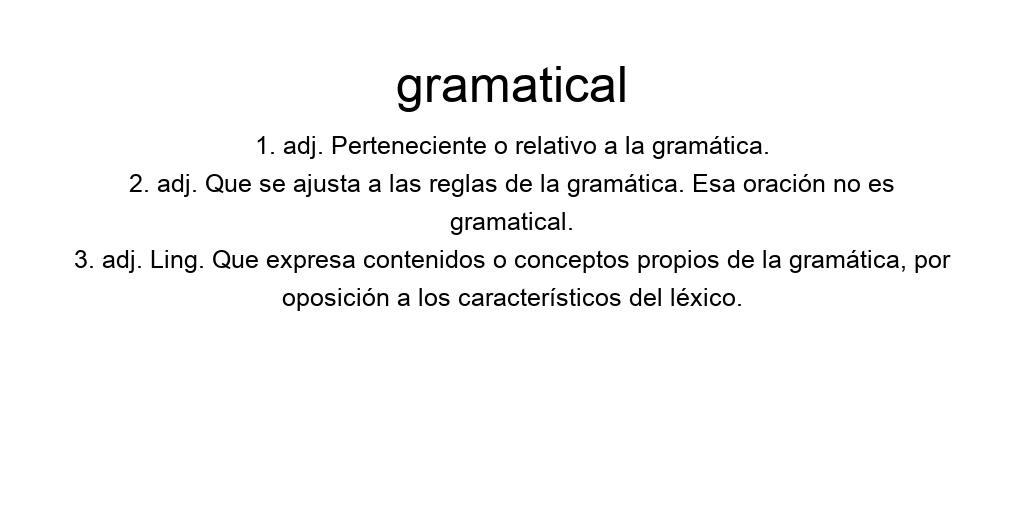 gramatical
1. adj. Perteneciente o relativo a la gramática.
2. adj. Que se ajusta a las reglas de la gramática. Esa oración no es
gramatical.
3. adj. Ling. Que expresa contenidos o conceptos propios de la gramática, por
oposición a los característicos del léxico.